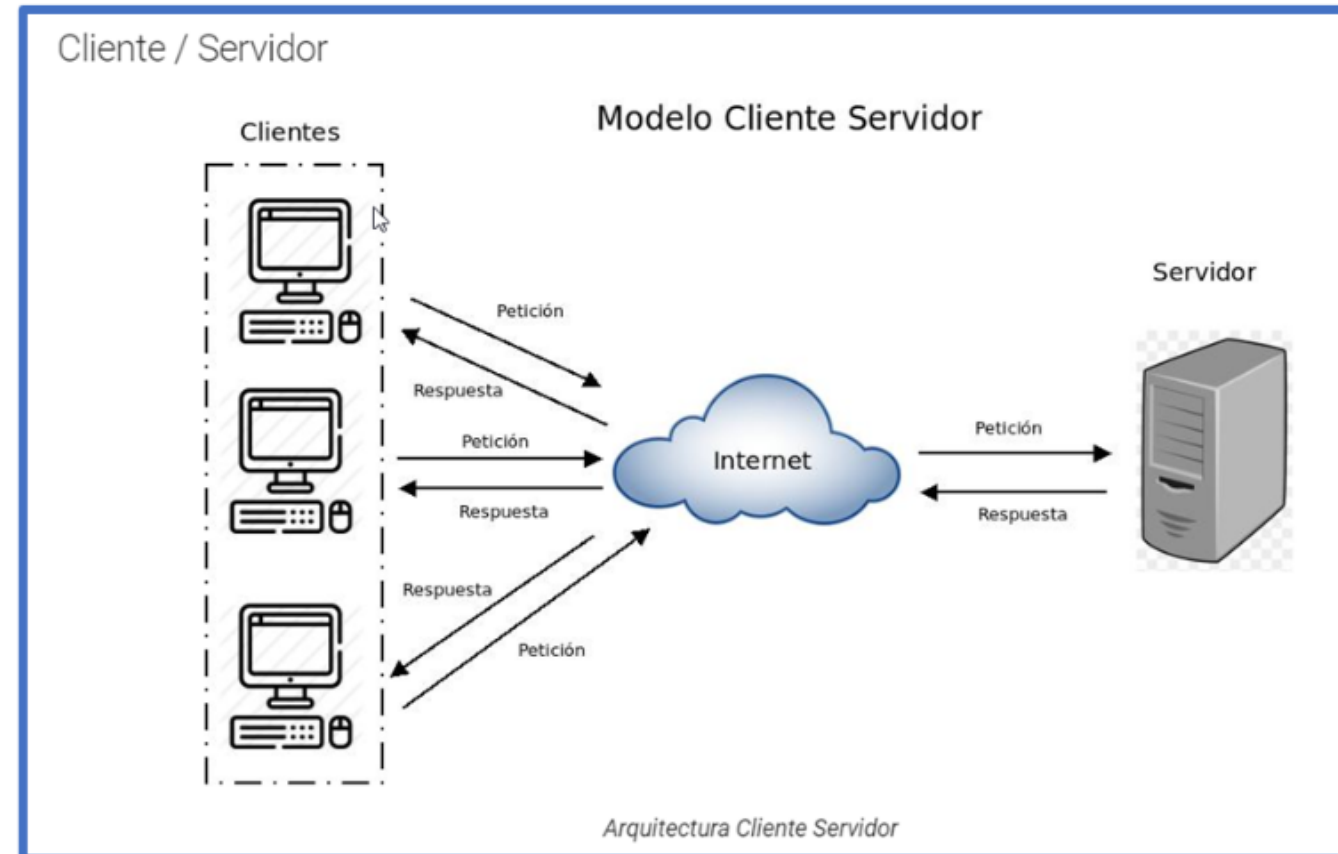 Cliente / Servidor
Modelo Cliente Servidor
Clientes
Servidor
Petición
Respuesta
Petición
Internet
Petición
Respuesta
Respuesta
Respuesta
Petición
Arquitectura Cliente Servidor